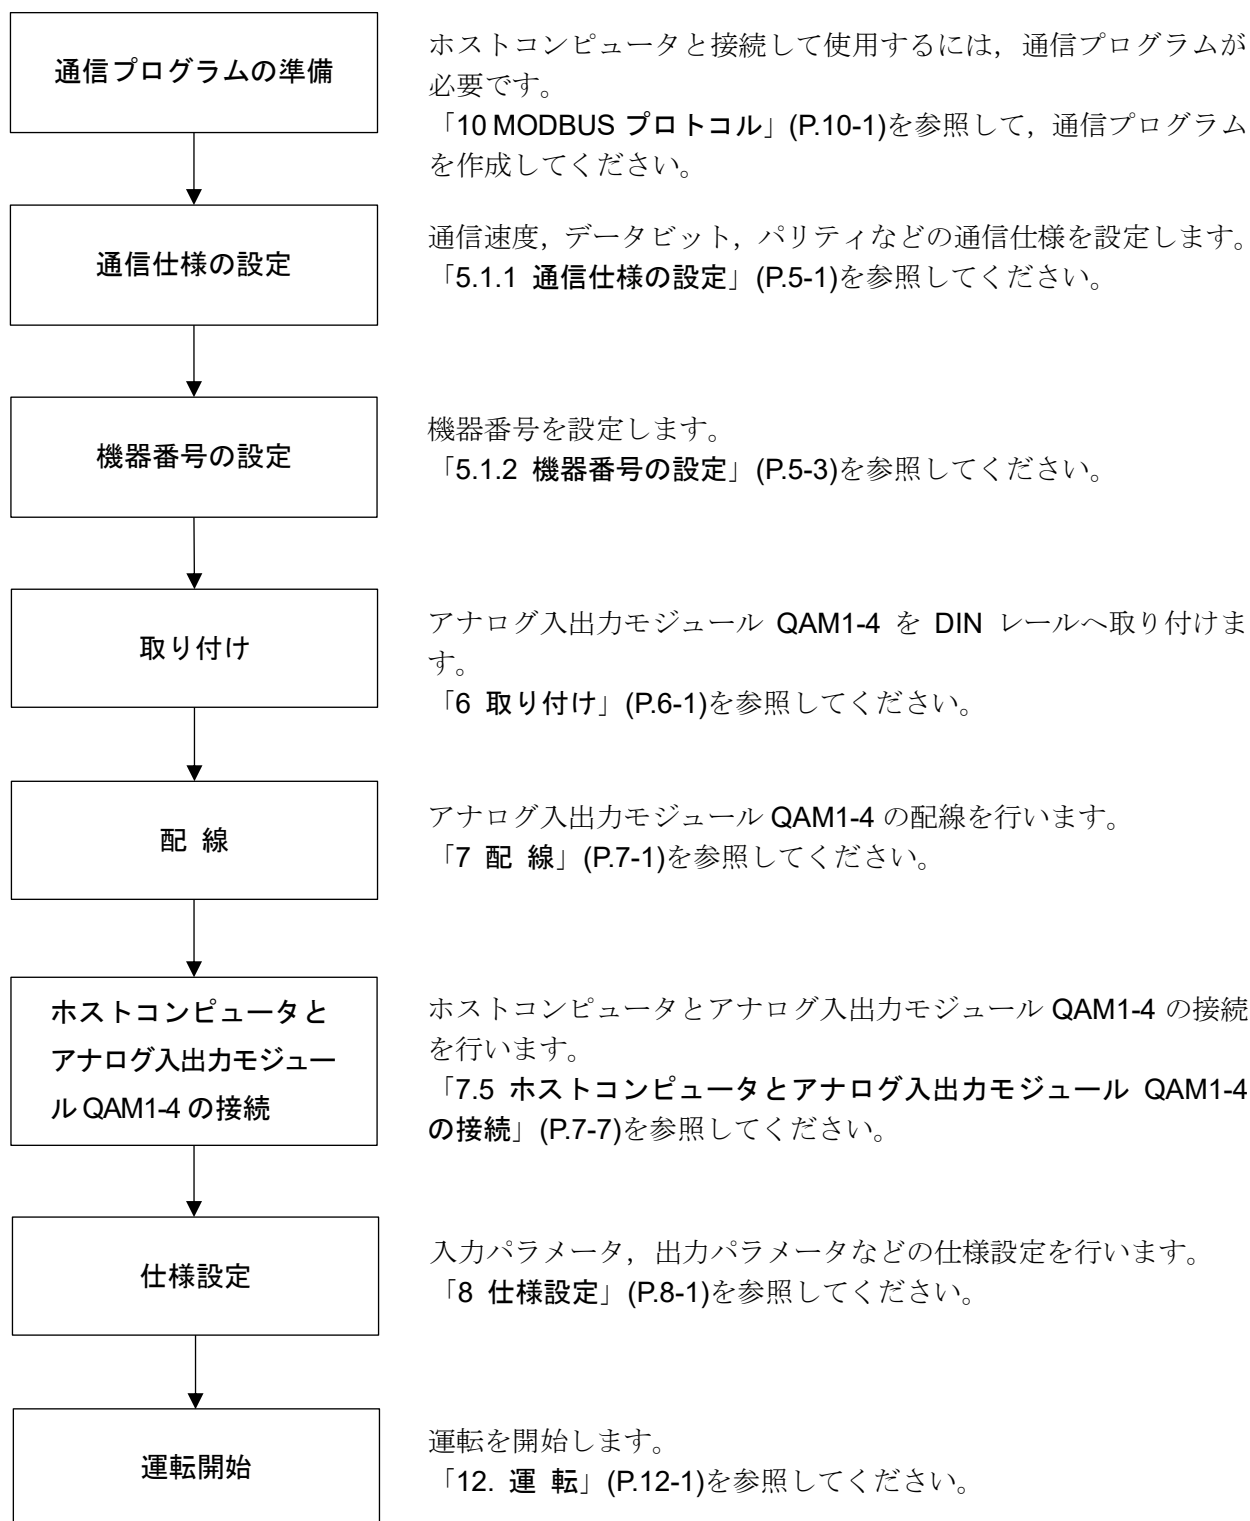 通信プログラムの準備
ホストコンピュータと接続して使用するには，通信プログラムが
必要です。
「10 MODBUS プロトコル」(P.10-1)を参照して，通信プログラム
を作成してください。
通信仕様の設定
通信速度，データビット，パリティなどの通信仕様を設定します。
「5.1.1 通信仕様の設定」(P.5-1)を参照してください。
機器番号の設定
機器番号を設定します。
「5.1.2 機器番号の設定」(P.5-3)を参照してください。
取り付け
アナログ入出力モジュール QAM1-4 を DIN レールへ取り付けま
す。
「6 取り付け」(P.6-1)を参照してください。
配 線
アナログ入出力モジュール QAM1-4 の配線を行います。
「7 配 線」(P.7-1)を参照してください。
ホストコンピュータと
アナログ入出力モジュー
ル QAM1-4 の接続
ホストコンピュータとアナログ入出力モジュール QAM1-4 の接続
を行います。
「7.5 ホストコンピュータとアナログ入出力モジュール QAM1-4
の接続」(P.7-7)を参照してください。
仕様設定
入力パラメータ，出力パラメータなどの仕様設定を行います。
「8 仕様設定」(P.8-1)を参照してください。
運転開始
運転を開始します。
「12. 運 転」(P.12-1)を参照してください。